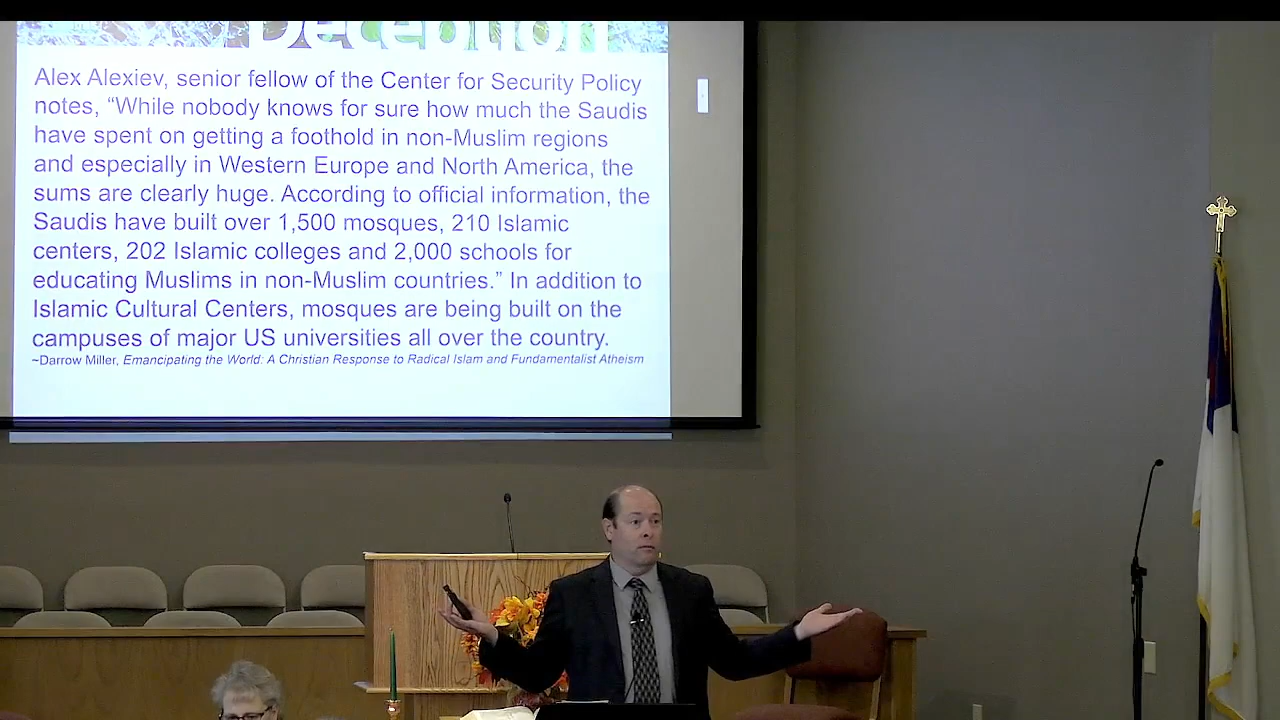 Deception
Alex Alexiev, senior fellow of the Center for Security Policy
notes, “While nobody knows for sure how much the Saudis
have spent on getting a foothold in non-Muslim regions
and especially in Western Europe and North America, the
sums are clearly huge. According to official information, the
Saudis have built over 1,500 mosques, 210 Islamic
centers, 202 Islamic colleges and 2,000 schools for
educating Muslims in non-Muslim countries.” In addition to
Islamic Cultural Centers, mosques are being built on the
campuses of major US universities all over the country.
~Darrow Miller, Emancipating the World: A Christian Response to Radical Islam and Fundamentalist Atheism